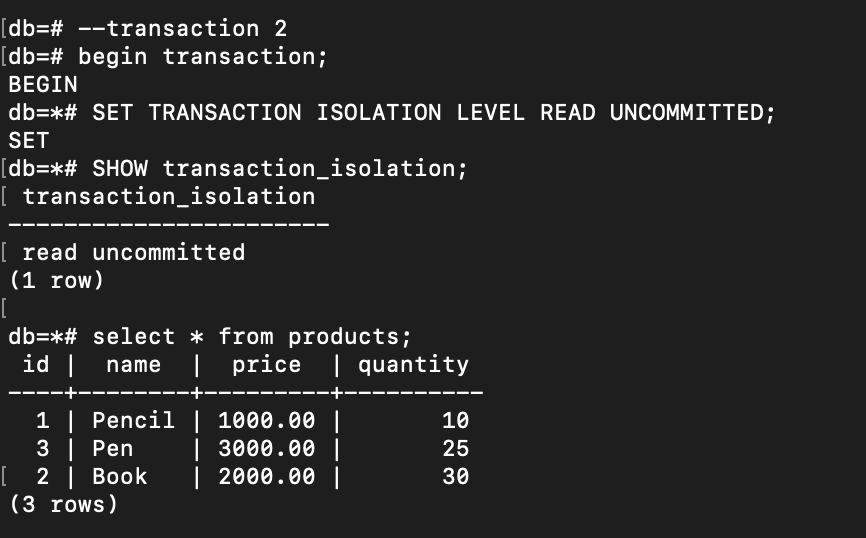 [db=# --transaction 2
[db=# begin transaction;
BEGIN
db=*# SET TRANSACTION ISOLATION LEVEL READ UNCOMMITTED;
SET
[db=*# SHOW transaction_isolation;
[ transaction_isolation
-----------------------
[ read uncommitted
(1 row)
[
db=*# select * from products;
 id |  name  |  price  | quantity
----+--------+---------+----------
  1 | Pencil | 1000.00 |       10
  3 | Pen    | 3000.00 |       25
[ 2 | Book   | 2000.00 |       30
(3 rows)